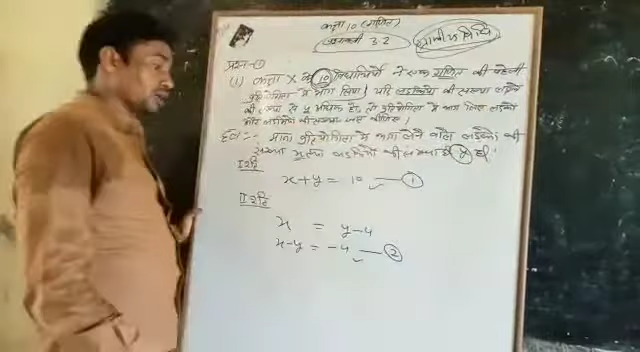 कक्षा 10 (गणित)
प्रश्नावली 3.2 ग्राफीय विधि
प्रश्न-①
(1) कक्षा X के 10 विद्यार्थियों ने एक गणित की पहेली
प्रतियोगिता में भाग लिया। यदि लड़कियों की संख्या लड़कों
की संख्या से 4 अधिक हो, तो प्रतियोगिता में भाग लिए लड़कों
और लड़कियों की संख्या ज्ञात कीजिए।
हल:- माना प्रतियोगिता में भाग लेने वाले लड़कों की
संख्या लड़कियों की संख्या y है।
I शर्त
x+y = 10 — ①
II शर्त
x = y-4
x-y = -4 — ②